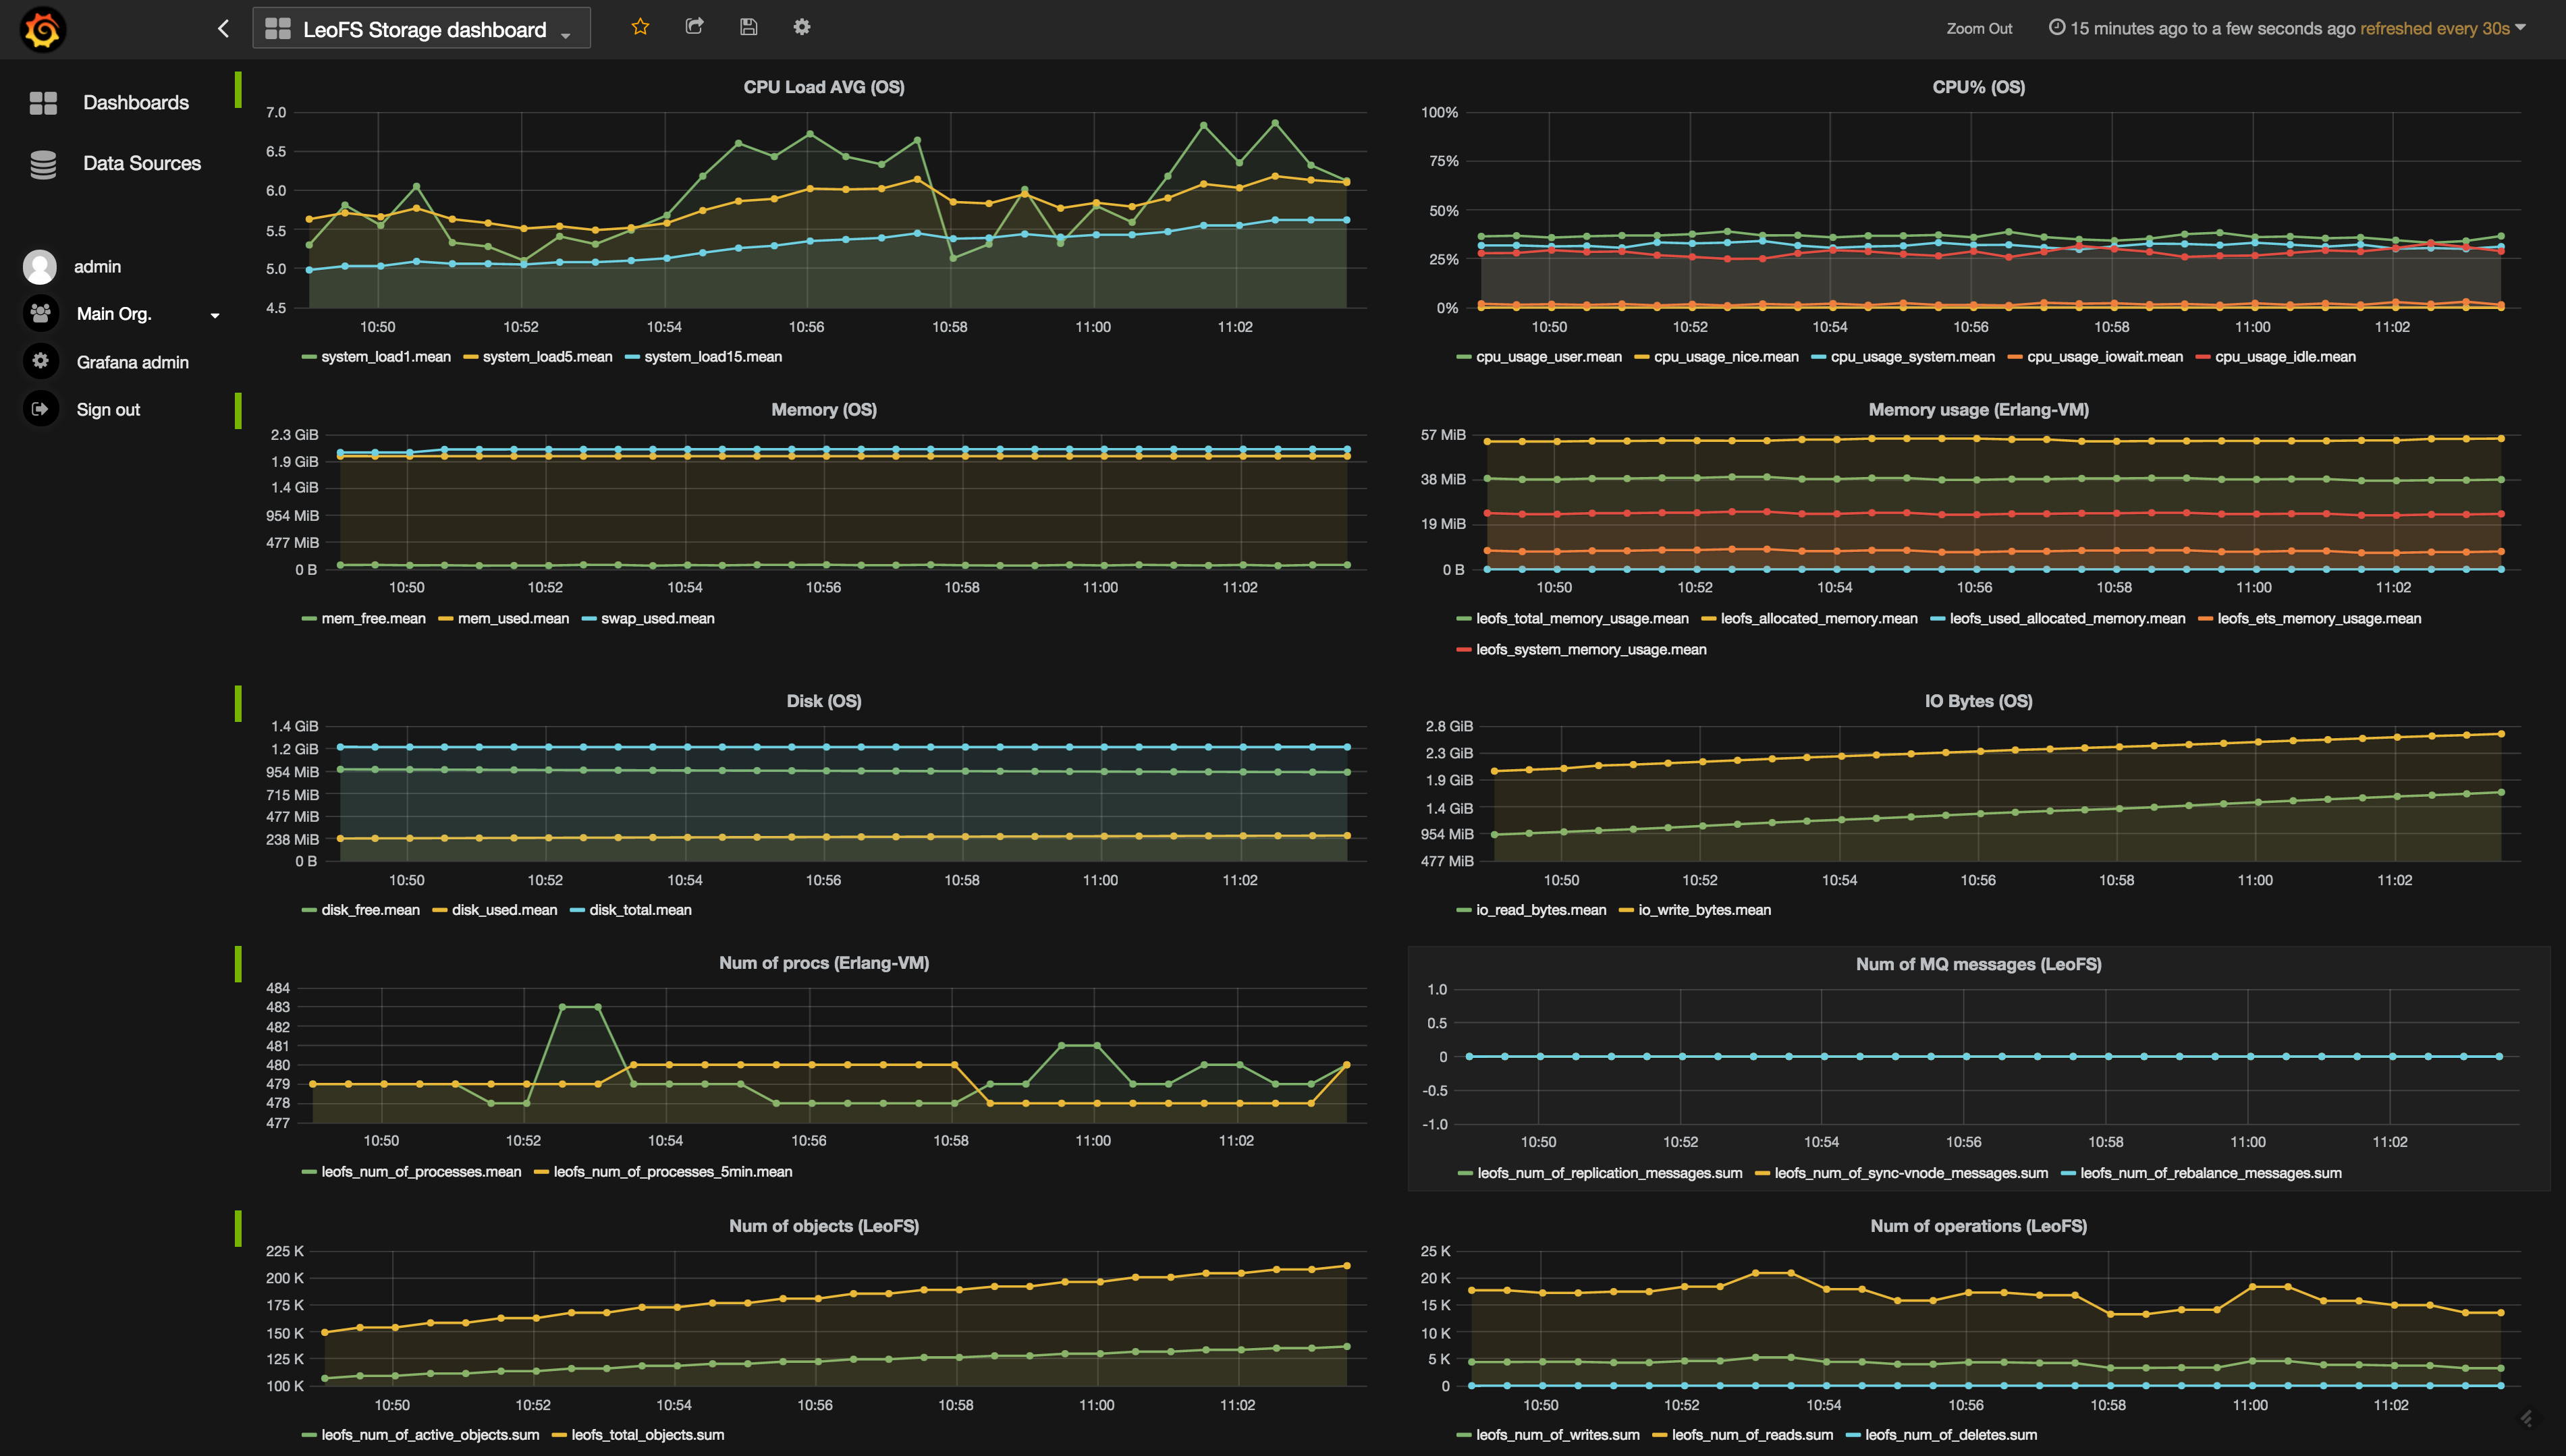 LeoFS Storage dashboard
Zoom Out
15 minutes ago to a few seconds ago refreshed every 30s
Dashboards
Data Sources
admin
Main Org.
Grafana admin
Sign out
CPU Load AVG (OS)
7.0
6.5
6.0
5.5
5.0
4.5
10:50 10:52 10:54 10:56 10:58 11:00 11:02
system_load1.mean system_load5.mean system_load15.mean
CPU% (OS)
100%
75%
50%
25%
0%
10:50 10:52 10:54 10:56 10:58 11:00 11:02
cpu_usage_user.mean cpu_usage_nice.mean cpu_usage_system.mean cpu_usage_iowait.mean cpu_usage_idle.mean
Memory (OS)
2.3 GiB
1.9 GiB
1.4 GiB
954 MiB
477 MiB
0 B
10:50 10:52 10:54 10:56 10:58 11:00 11:02
mem_free.mean mem_used.mean swap_used.mean
Memory usage (Erlang-VM)
57 MiB
38 MiB
19 MiB
0 B
10:50 10:52 10:54 10:56 10:58 11:00 11:02
leofs_total_memory_usage.mean leofs_allocated_memory.mean leofs_used_allocated_memory.mean leofs_ets_memory_usage.mean
leofs_system_memory_usage.mean
Disk (OS)
1.4 GiB
1.2 GiB
954 MiB
715 MiB
477 MiB
238 MiB
0 B
10:50 10:52 10:54 10:56 10:58 11:00 11:02
disk_free.mean disk_used.mean disk_total.mean
IO Bytes (OS)
2.8 GiB
2.3 GiB
1.9 GiB
1.4 GiB
954 MiB
477 MiB
10:50 10:52 10:54 10:56 10:58 11:00 11:02
io_read_bytes.mean io_write_bytes.mean
Num of procs (Erlang-VM)
484
483
482
481
480
479
478
477
10:50 10:52 10:54 10:56 10:58 11:00 11:02
leofs_num_of_processes.mean leofs_num_of_processes_5min.mean
Num of MQ messages (LeoFS)
1.0
0.5
0
-0.5
-1.0
10:50 10:52 10:54 10:56 10:58 11:00 11:02
leofs_num_of_replication_messages.sum leofs_num_of_sync-vnode_messages.sum leofs_num_of_rebalance_messages.sum
Num of objects (LeoFS)
225 K
200 K
175 K
150 K
125 K
100 K
10:50 10:52 10:54 10:56 10:58 11:00 11:02
leofs_num_of_active_objects.sum leofs_total_objects.sum
Num of operations (LeoFS)
25 K
20 K
15 K
10 K
5 K
0
10:50 10:52 10:54 10:56 10:58 11:00 11:02
leofs_num_of_writes.sum leofs_num_of_reads.sum leofs_num_of_deletes.sum